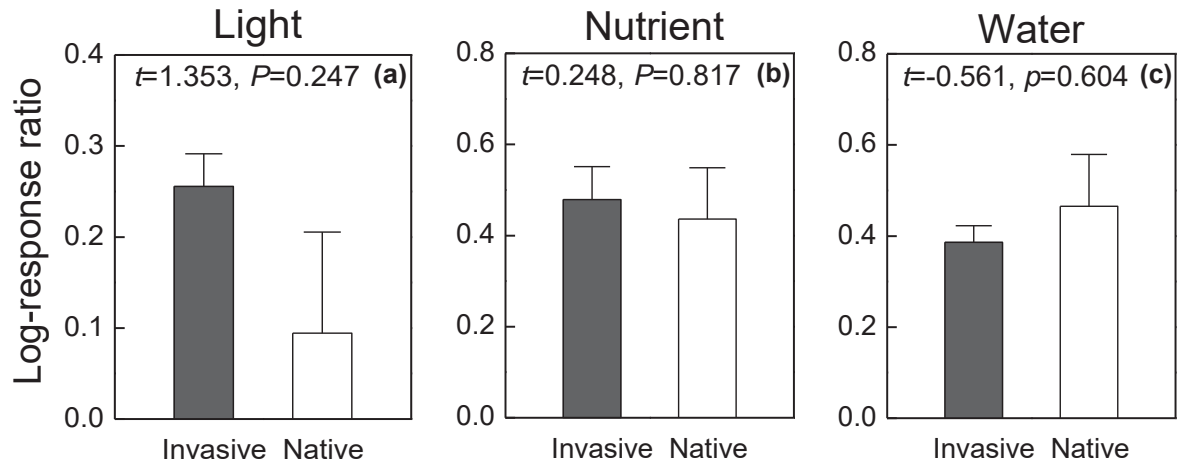 Light
Nutrient
Water
Log-response ratio
0.4
0.3
0.2
0.1
0.0
t=1.353, P=0.247 (a)
Invasive Native
0.8
0.6
0.4
0.2
0.0
t=0.248, P=0.817 (b)
Invasive Native
0.8
0.6
0.4
0.2
0.0
t=-0.561, p=0.604 (c)
Invasive Native